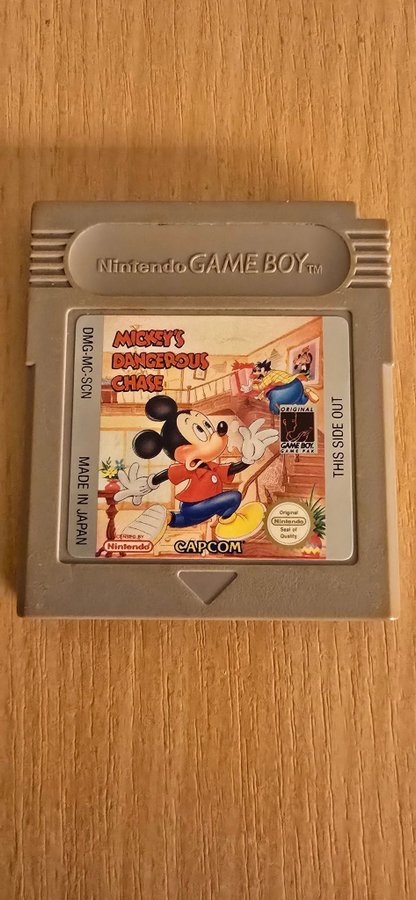 Nintendo GAME BOY TM
DMG-MC-SCN
MADE IN JAPAN
MICKEY'S
DANGEROUS
CHASE
ORIGINAL
GAME BOY
GAME PAK
THIS SIDE OUT
Original
Nintendo
Seal of
Quality
LICENSED BY
Nintendo
CAPCOM